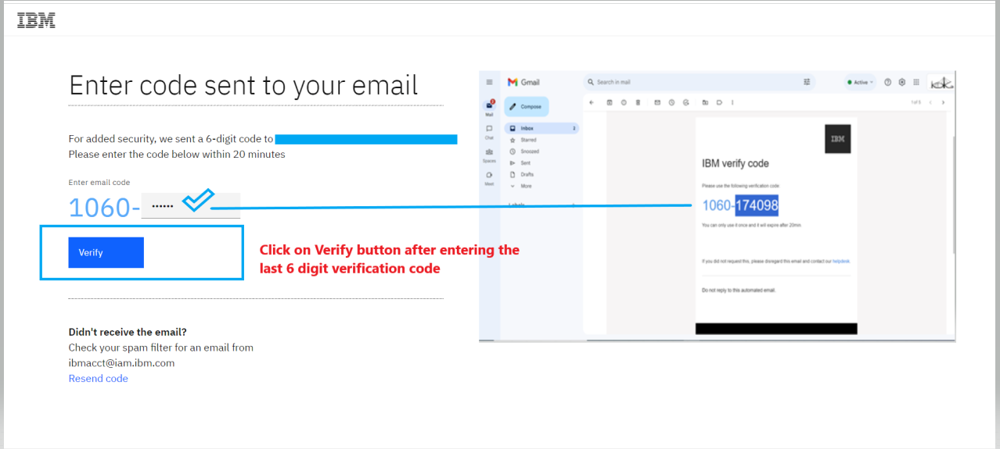 IBM
Enter code sent to your email
For added security, we sent a 6-digit code to
Please enter the code below within 20 minutes
Enter email code
1060- ••••••
Verify
Click on Verify button after entering the
last 6 digit verification code
Didn't receive the email?
Check your spam filter for an email from
ibmacct@iam.ibm.com
Resend code
Gmail
Search in mail
Active
Compose
Mail
Chat
Spaces
Meet
Inbox
Starred
Snoozed
Sent
Drafts
More
Labels
1 of 5
IBM
IBM verify code
Please use the following verification code:
1060-174098
You can only use it once and it will expire after 20min.
If you did not request this, please disregard this email and contact our helpdesk.
Do not reply to this automated email.